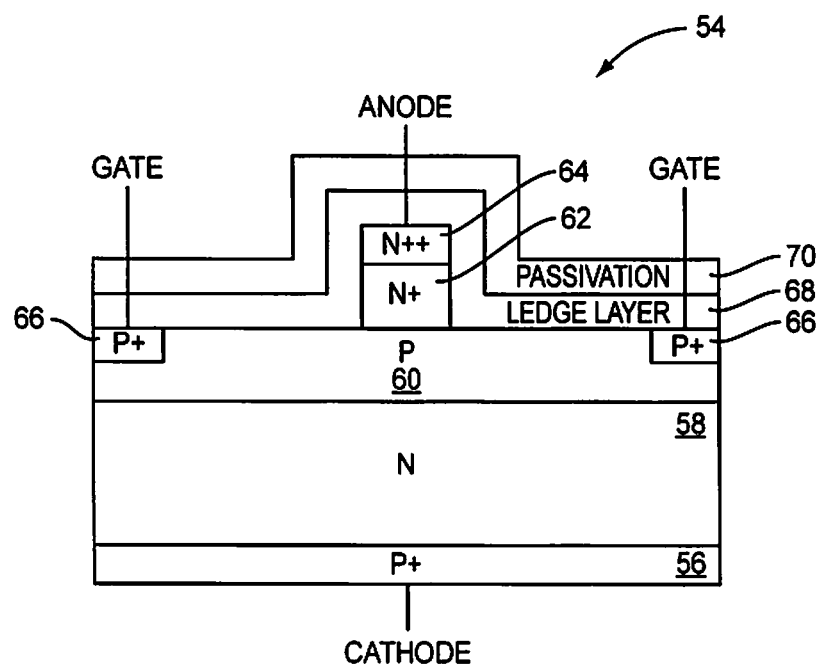 54
ANODE
GATE
GATE
64
62
N++
N+
PASSIVATION
70
LEDGE LAYER
68
66
66
P+
P
P+
60
58
N
P+
56
CATHODE